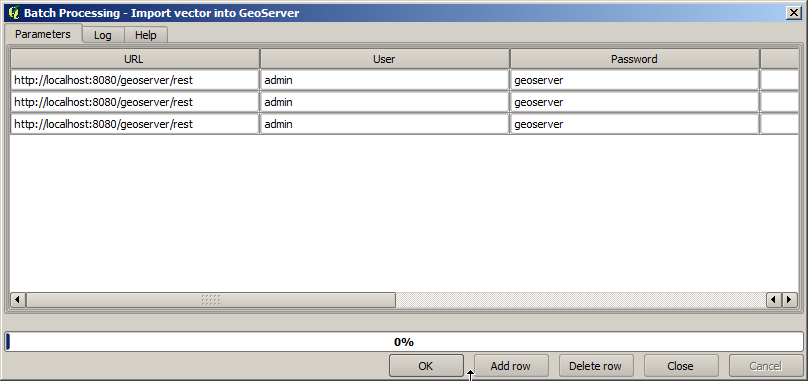 Batch Processing - Import vector into GeoServer
Parameters Log Help
URL User Password
http://localhost:8080/geoserver/rest admin geoserver
http://localhost:8080/geoserver/rest admin geoserver
http://localhost:8080/geoserver/rest admin geoserver
0%
OK Add row Delete row Close Cancel